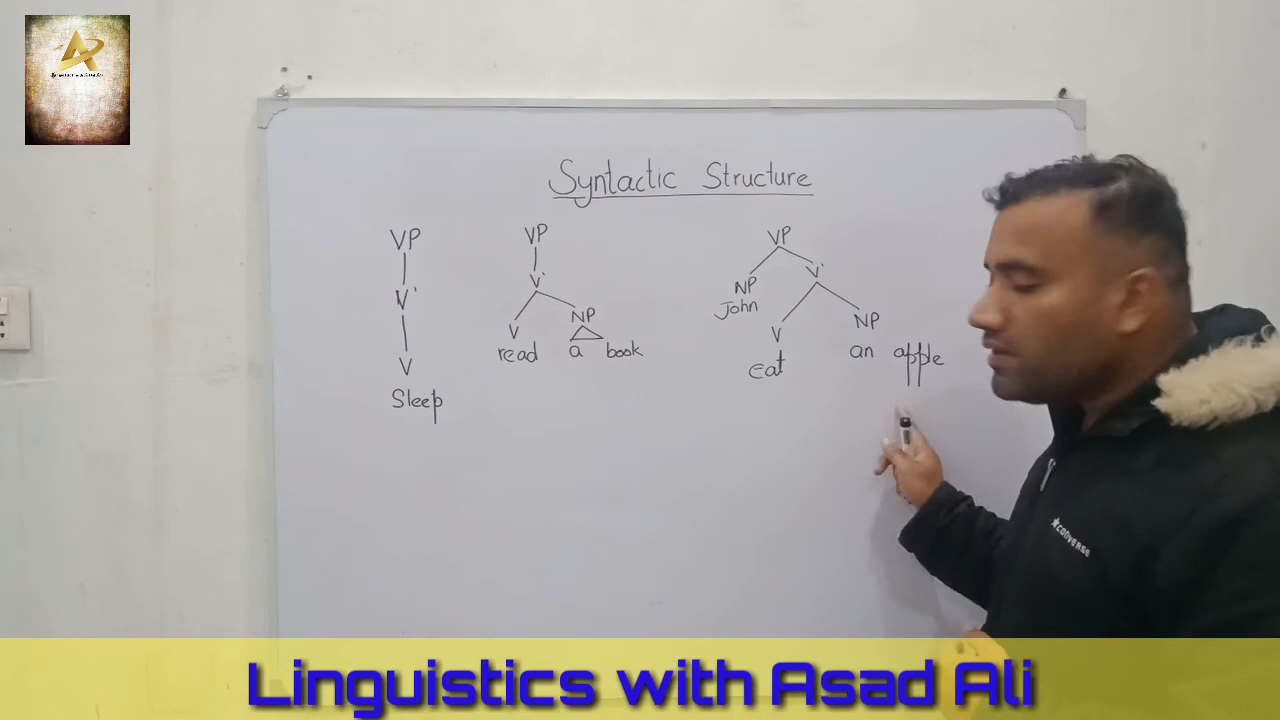 Syntactic Structure
VP VP VP
V' V' V'
V V NP NP V NP
Sleep read a book John eat an apple
CONVERSE
Linguistics with Asad Ali